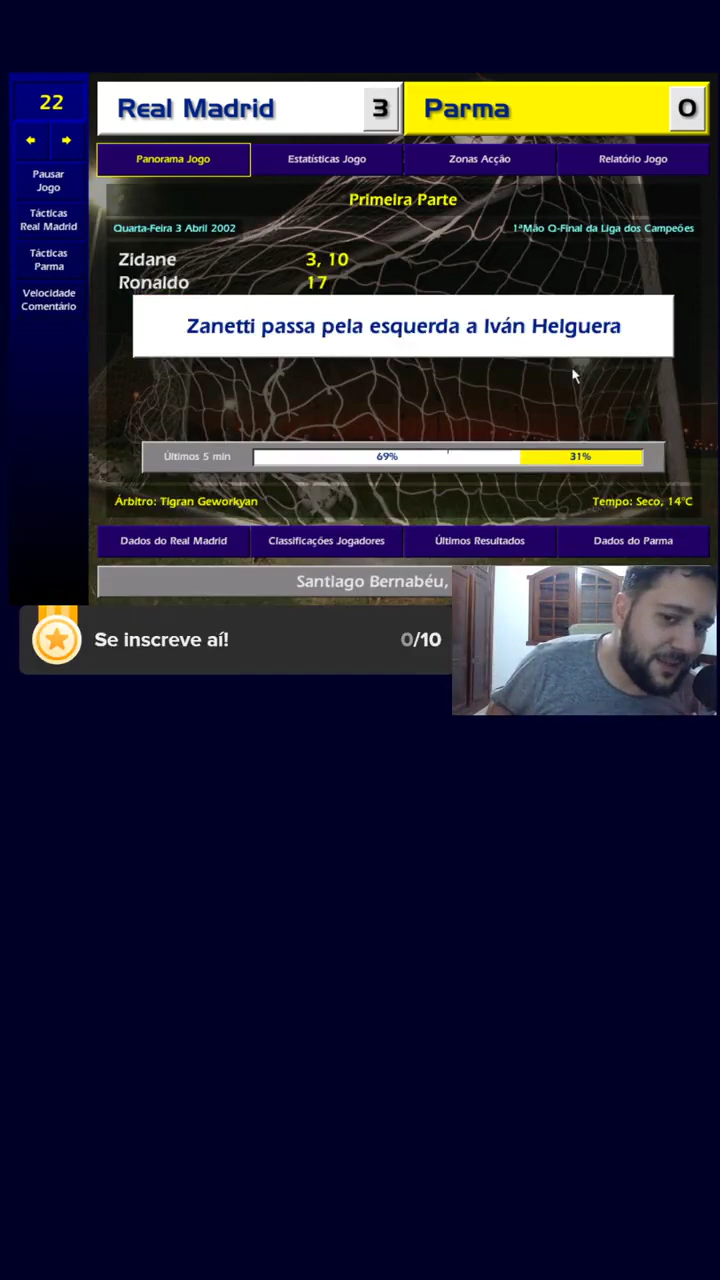 22
Real Madrid 3 Parma 0
Panorama Jogo Estatísticas Jogo Zonas Acção Relatório Jogo
Pausar
Jogo
Tácticas
Real Madrid
Tácticas
Parma
Velocidade
Comentário
Primeira Parte
Quarta-Feira 3 Abril 2002 1ªMão Q-Final da Liga dos Campeões
Zidane 3, 10
Ronaldo 17
Zanetti passa pela esquerda a Iván Helguera
Últimos 5 min 69% 31%
Árbitro: Tigran Geworkyan Tempo: Seco, 14°C
Dados do Real Madrid Classificações Jogadores Últimos Resultados Dados do Parma
Santiago Bernabéu,
Se inscreve aí! 0/10